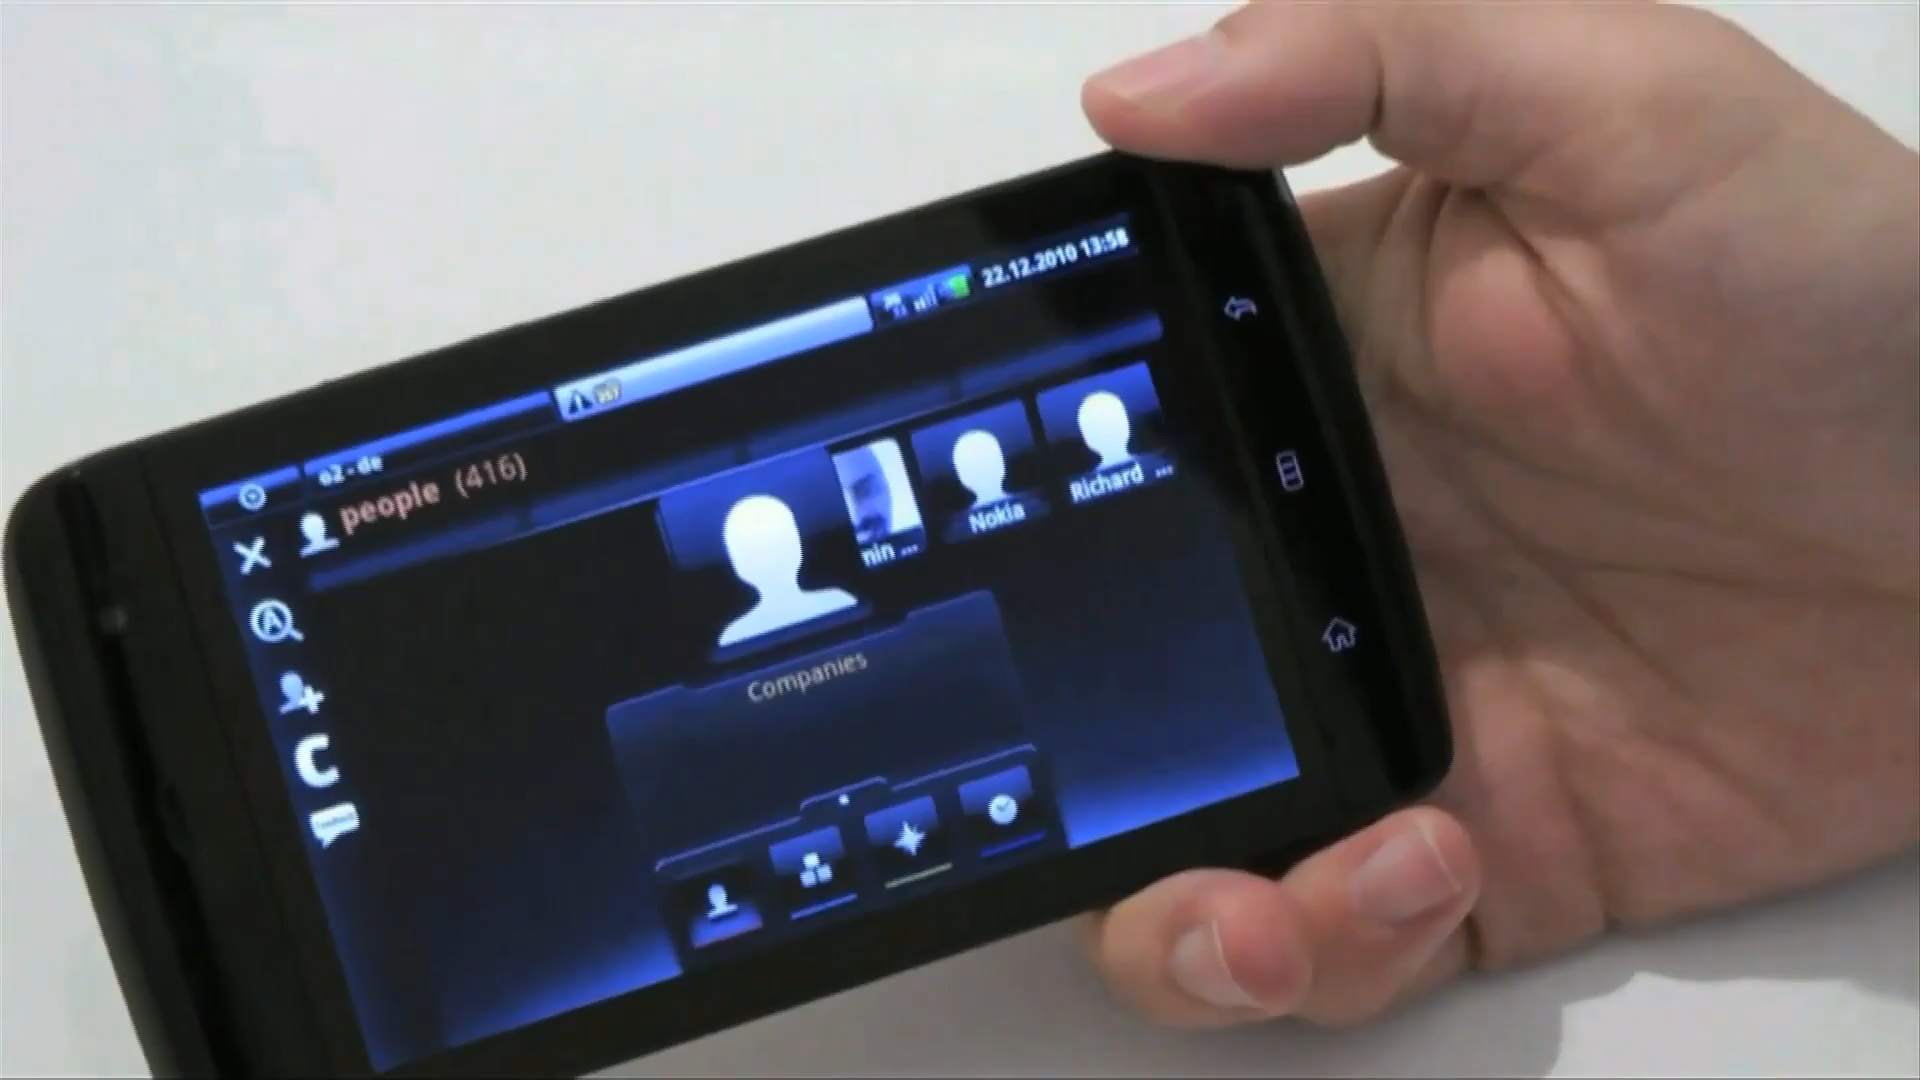 22.12.2010 13:58
o2 - de
people (416)
nin ...
Nokia
Richard ...
Companies
C